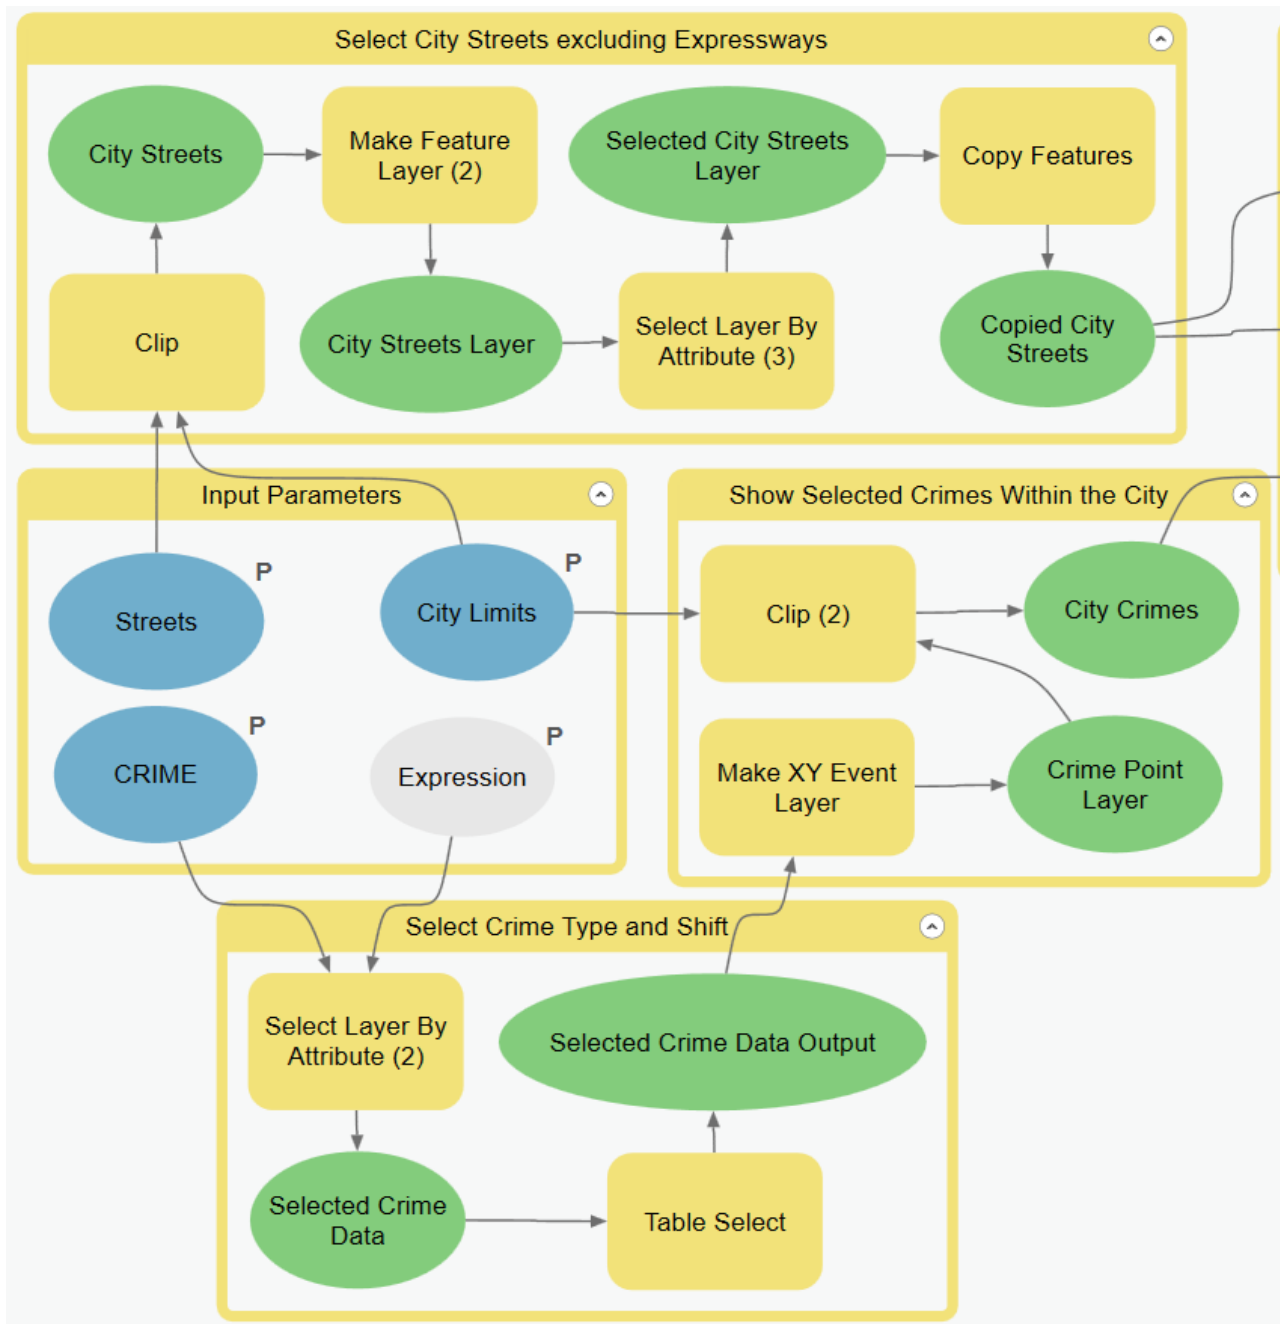 Select City Streets excluding Expressways
City Streets
Make Feature
Layer (2)
Selected City Streets
Layer
Copy Features
Clip
City Streets Layer
Select Layer By
Attribute (3)
Copied City
Streets
Input Parameters
P
Streets
P
City Limits
P
CRIME
P
Expression
Show Selected Crimes Within the City
Clip (2)
City Crimes
Make XY Event
Layer
Crime Point
Layer
Select Crime Type and Shift
Select Layer By
Attribute (2)
Selected Crime Data Output
Selected Crime
Data
Table Select